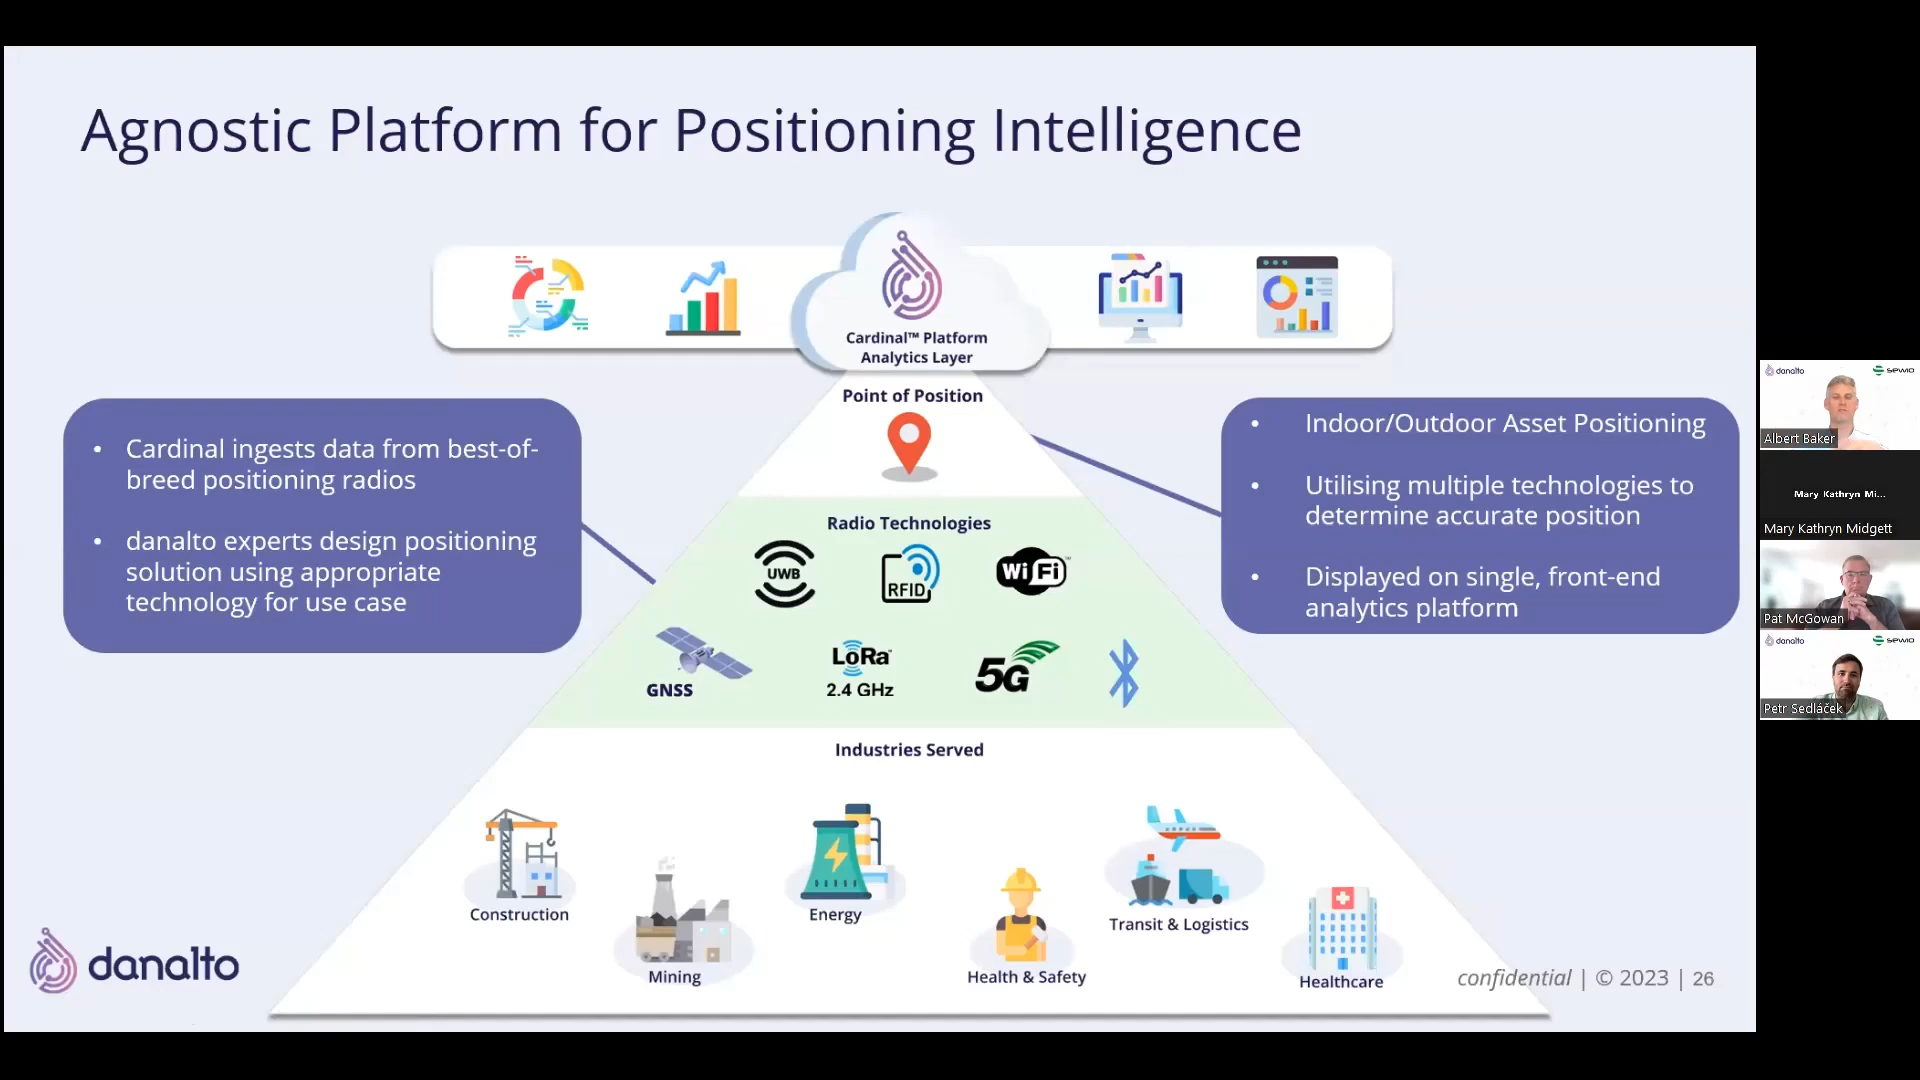 Agnostic Platform for Positioning Intelligence
Cardinal™ Platform
Analytics Layer
Point of Position
• Cardinal ingests data from best-of-
breed positioning radios
• danalto experts design positioning
solution using appropriate
technology for use case
• Indoor/Outdoor Asset Positioning
• Utilising multiple technologies to
determine accurate position
• Displayed on single, front-end
analytics platform
Radio Technologies
UWB
RFID
WiFi™
GNSS
LoRa™
2.4 GHz
5G
Industries Served
Construction
Mining
Energy
Health & Safety
Transit & Logistics
Healthcare
danalto
confidential | © 2023 | 26
danalto
sewio
Albert Baker
Mary Kathryn Mi...
Mary Kathryn Midgett
Pat McGowan
danalto
sewio
Petr Sedláček